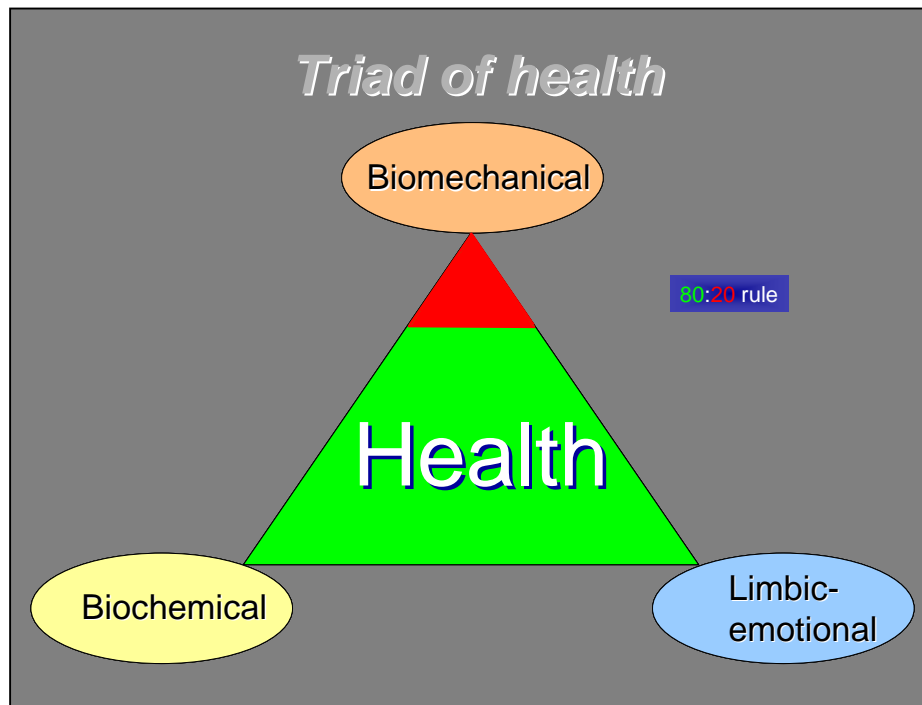 Triad of health
Biomechanical
80:20 rule
Health
Biochemical
Limbic-
emotional